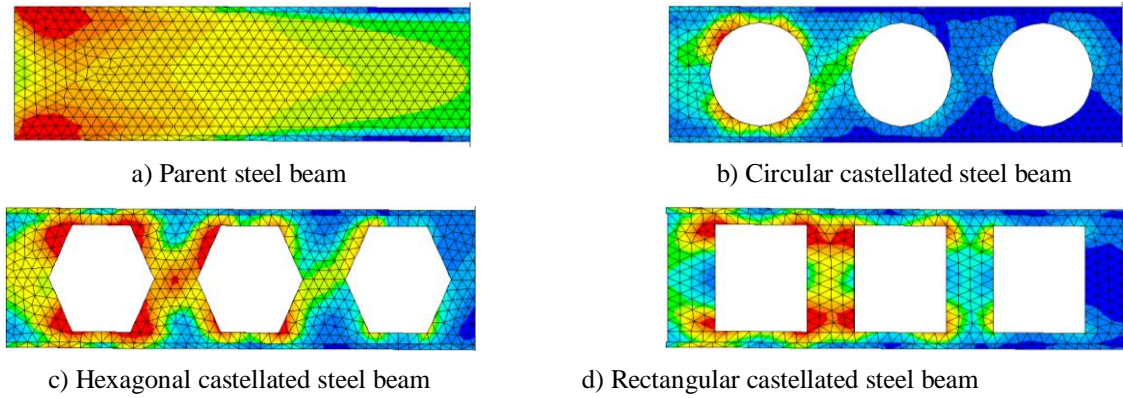 a) Parent steel beam
b) Circular castellated steel beam
c) Hexagonal castellated steel beam
d) Rectangular castellated steel beam